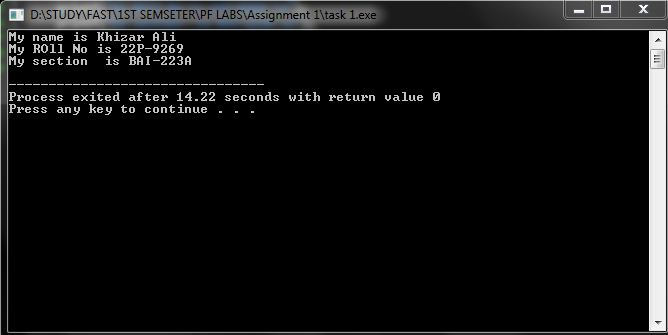 D:\STUDY\FAST\1ST SEMSETER\PF LABS\Assignment 1\task 1.exe
My name is Khizar Ali
My ROll No is 22P-9269
My section  is BAI-223A
--------------------------------
Process exited after 14.22 seconds with return value 0
Press any key to continue . . .